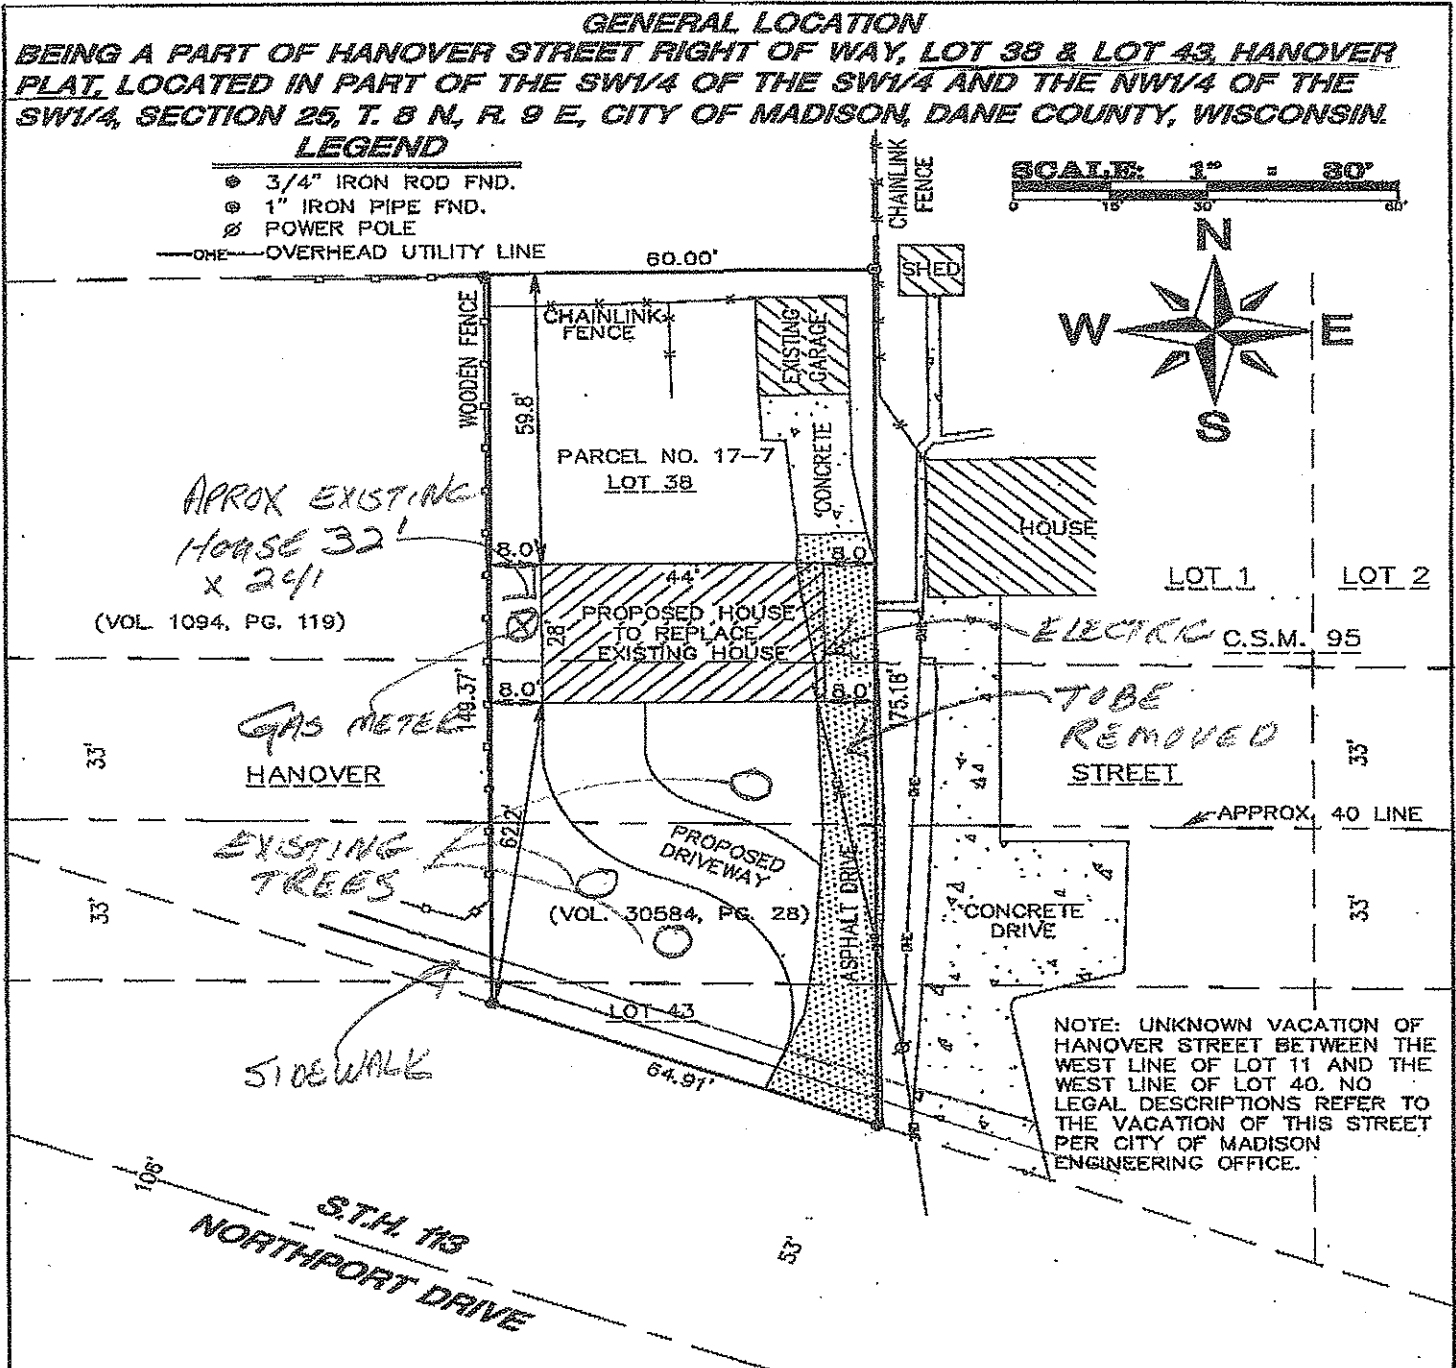 GENERAL LOCATION
BEING A PART OF HANOVER STREET RIGHT OF WAY, LOT 38 & LOT 43, HANOVER
PLAT, LOCATED IN PART OF THE SW1/4 OF THE SW1/4 AND THE NW1/4 OF THE
SW1/4, SECTION 25, T. 8 N., R. 9 E., CITY OF MADISON, DANE COUNTY, WISCONSIN.
LEGEND
3/4" IRON ROD FND.
1" IRON PIPE FND.
POWER POLE
OHE OVERHEAD UTILITY LINE
CHAINLINK
FENCE
SCALE: 1" = 30'
0 15' 30' 60'
N
W E
S
60.00'
SHED
WOODEN FENCE
CHAINLINK
FENCE
EXISTING
GARAGE
59.8'
CONCRETE
PARCEL NO. 17-7
LOT 38
APROX EXISTING
HOUSE 32'
x 24'
(VOL. 1094, PG. 119)
HOUSE
LOT 1
LOT 2
8.0'
8.0'
44'
28'
PROPOSED HOUSE
TO REPLACE
EXISTING HOUSE
ELECTRIC
C.S.M. 95
8.0'
8.0'
149.37'
175.18'
GAS METER
TO BE
REMOVED
33'
HANOVER
STREET
33'
APPROX. 40 LINE
62.2'
EXISTING
TREES
PROPOSED
DRIVEWAY
(VOL. 30584, PG. 28)
ASPHALT DRIVE
OHE
OHE
CONCRETE
DRIVE
33'
33'
LOT 43
SIDEWALK
64.91'
NOTE: UNKNOWN VACATION OF
HANOVER STREET BETWEEN THE
WEST LINE OF LOT 11 AND THE
WEST LINE OF LOT 40. NO
LEGAL DESCRIPTIONS REFER TO
THE VACATION OF THIS STREET
PER CITY OF MADISON
ENGINEERING OFFICE.
106'
53'
S.T.H. 113
NORTHPORT DRIVE